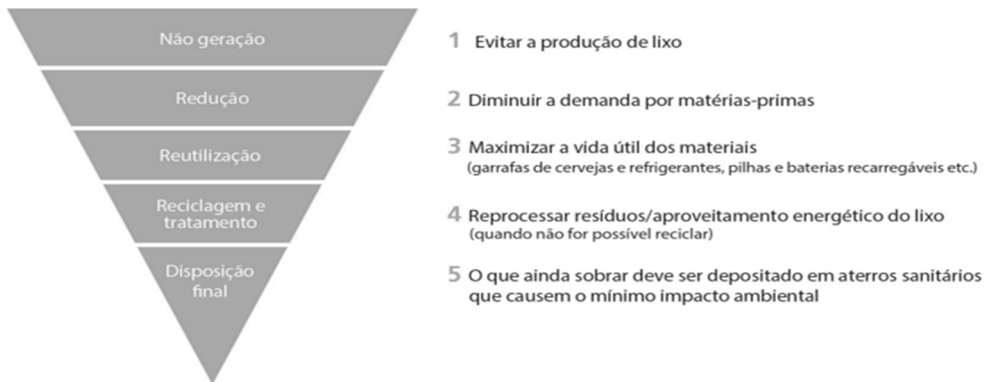 Não geração
1 Evitar a produção de lixo
Redução
2 Diminuir a demanda por matérias-primas
Reutilização
3 Maximizar a vida útil dos materiais
(garrafas de cervejas e refrigerantes, pilhas e baterias recarregáveis etc.)
Reciclagem e
tratamento
4 Reprocessar resíduos/aproveitamento energético do lixo
(quando não for possível reciclar)
Disposição
final
5 O que ainda sobrar deve ser depositado em aterros sanitários
que causem o mínimo impacto ambiental